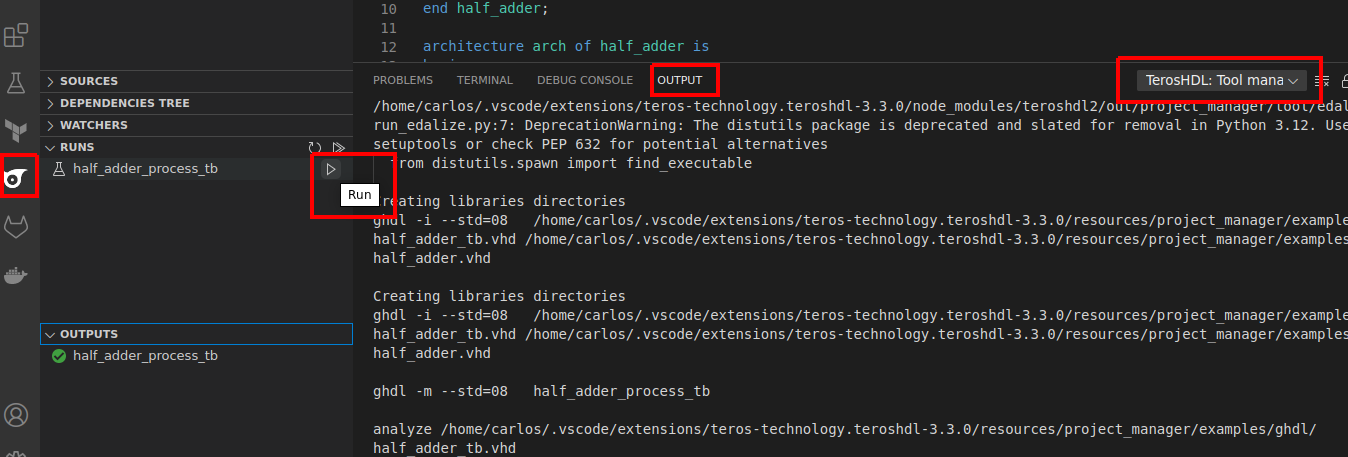 10 end half_adder;
11
12 architecture arch of half_adder is
SOURCES
DEPENDENCIES TREE
WATCHERS
RUNS
half_adder_process_tb
Run
OUTPUTS
half_adder_process_tb
PROBLEMS TERMINAL DEBUG CONSOLE OUTPUT TerosHDL: Tool mana
/home/carlos/.vscode/extensions/teros-technology.teroshdl-3.3.0/node_modules/teroshdl2/out/project_manager/tool/edal
run_edalize.py:7: DeprecationWarning: The distutils package is deprecated and slated for removal in Python 3.12. Use
setuptools or check PEP 632 for potential alternatives
from distutils.spawn import find_executable
Creating libraries directories
ghdl -i --std=08 /home/carlos/.vscode/extensions/teros-technology.teroshdl-3.3.0/resources/project_manager/examples
half_adder_tb.vhd /home/carlos/.vscode/extensions/teros-technology.teroshdl-3.3.0/resources/project_manager/examples
half_adder.vhd
Creating libraries directories
ghdl -i --std=08 /home/carlos/.vscode/extensions/teros-technology.teroshdl-3.3.0/resources/project_manager/examples
half_adder_tb.vhd /home/carlos/.vscode/extensions/teros-technology.teroshdl-3.3.0/resources/project_manager/examples
half_adder.vhd
ghdl -m --std=08 half_adder_process_tb
analyze /home/carlos/.vscode/extensions/teros-technology.teroshdl-3.3.0/resources/project_manager/examples/ghdl/
half_adder_tb.vhd